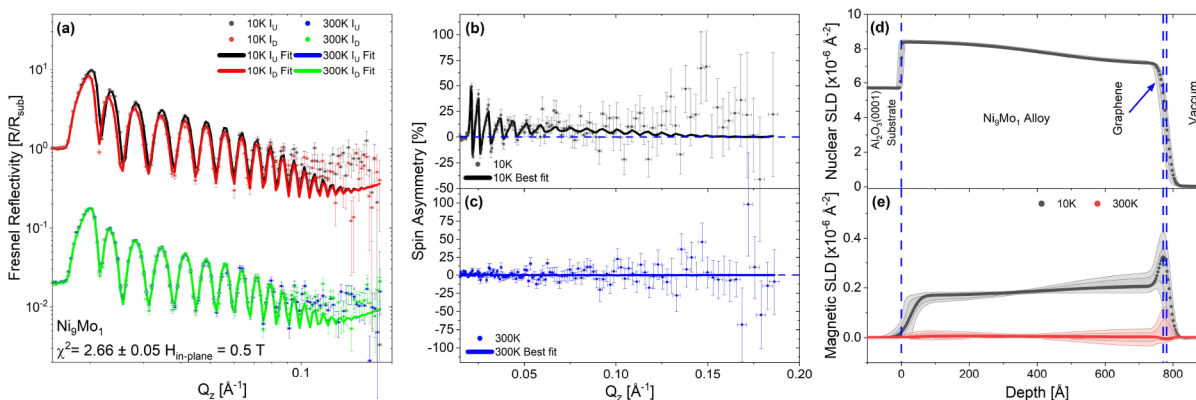 (a)
10K I_U
10K I_D
10K I_U Fit
10K I_D Fit
300K I_U
300K I_D
300K I_U Fit
300K I_D Fit
Fresnel Reflectivity [R/R_sub]
10^1
10^0
10^-1
10^-2
Ni_9Mo_1
χ^2= 2.66 ± 0.05 H_in-plane = 0.5 T
0.1
Q_z [Å^-1]
(b)
Spin Asymmetry [%]
100
75
50
25
0
-25
-50
10K
10K Best fit
(c)
100
75
50
25
0
-25
-50
-75
-100
300K
300K Best fit
0.05
0.10
0.15
0.20
Q_z [Å^-1]
(d)
Nuclear SLD [x10^-6 Å^-2]
10
8
6
4
2
0
Al_2O_3(0001)
Substrate
Ni_9Mo_1 Alloy
Graphene
Vaccum
(e)
10K
300K
Magnetic SLD [x10^-6 Å^-2]
0.4
0.2
0.0
0
200
400
600
800
Depth [Å]